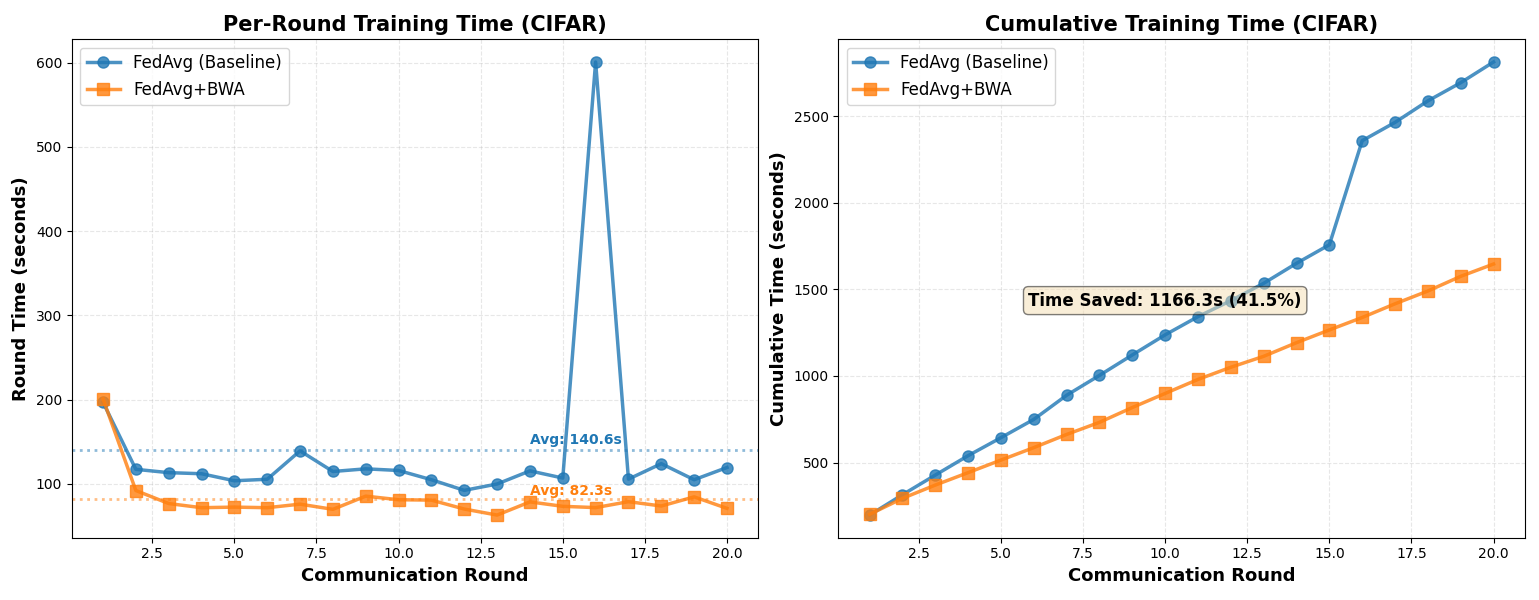 Per-Round Training Time (CIFAR)
FedAvg (Baseline)
FedAvg+BWA
Round Time (seconds)
600
500
400
300
200
100
Avg: 140.6s
Avg: 82.3s
2.5 5.0 7.5 10.0 12.5 15.0 17.5 20.0
Communication Round
Cumulative Training Time (CIFAR)
FedAvg (Baseline)
FedAvg+BWA
Cumulative Time (seconds)
2500
2000
1500
1000
500
Time Saved: 1166.3s (41.5%)
2.5 5.0 7.5 10.0 12.5 15.0 17.5 20.0
Communication Round